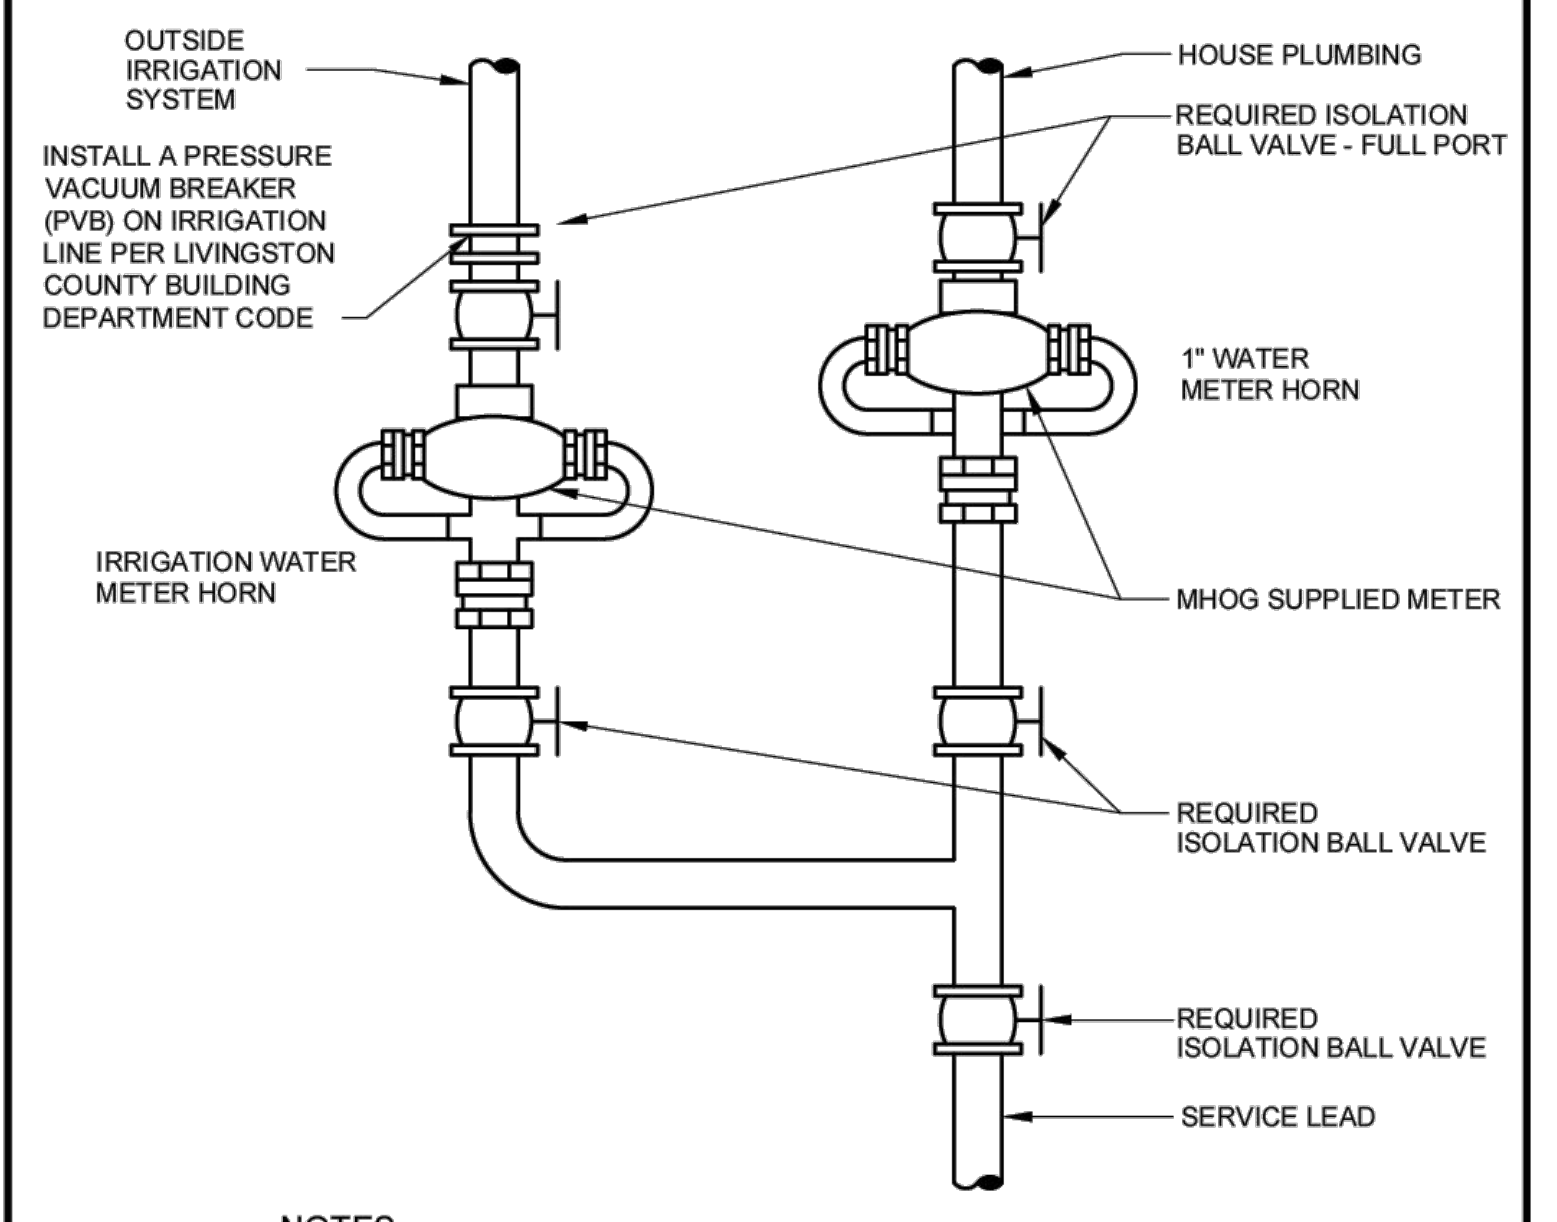 OUTSIDE
IRRIGATION
SYSTEM
INSTALL A PRESSURE
VACUUM BREAKER
(PVB) ON IRRIGATION
LINE PER LIVINGSTON
COUNTY BUILDING
DEPARTMENT CODE
IRRIGATION WATER
METER HORN
HOUSE PLUMBING
REQUIRED ISOLATION
BALL VALVE - FULL PORT
1" WATER
METER HORN
MHOG SUPPLIED METER
REQUIRED
ISOLATION BALL VALVE
REQUIRED
ISOLATION BALL VALVE
SERVICE LEAD
NOTES